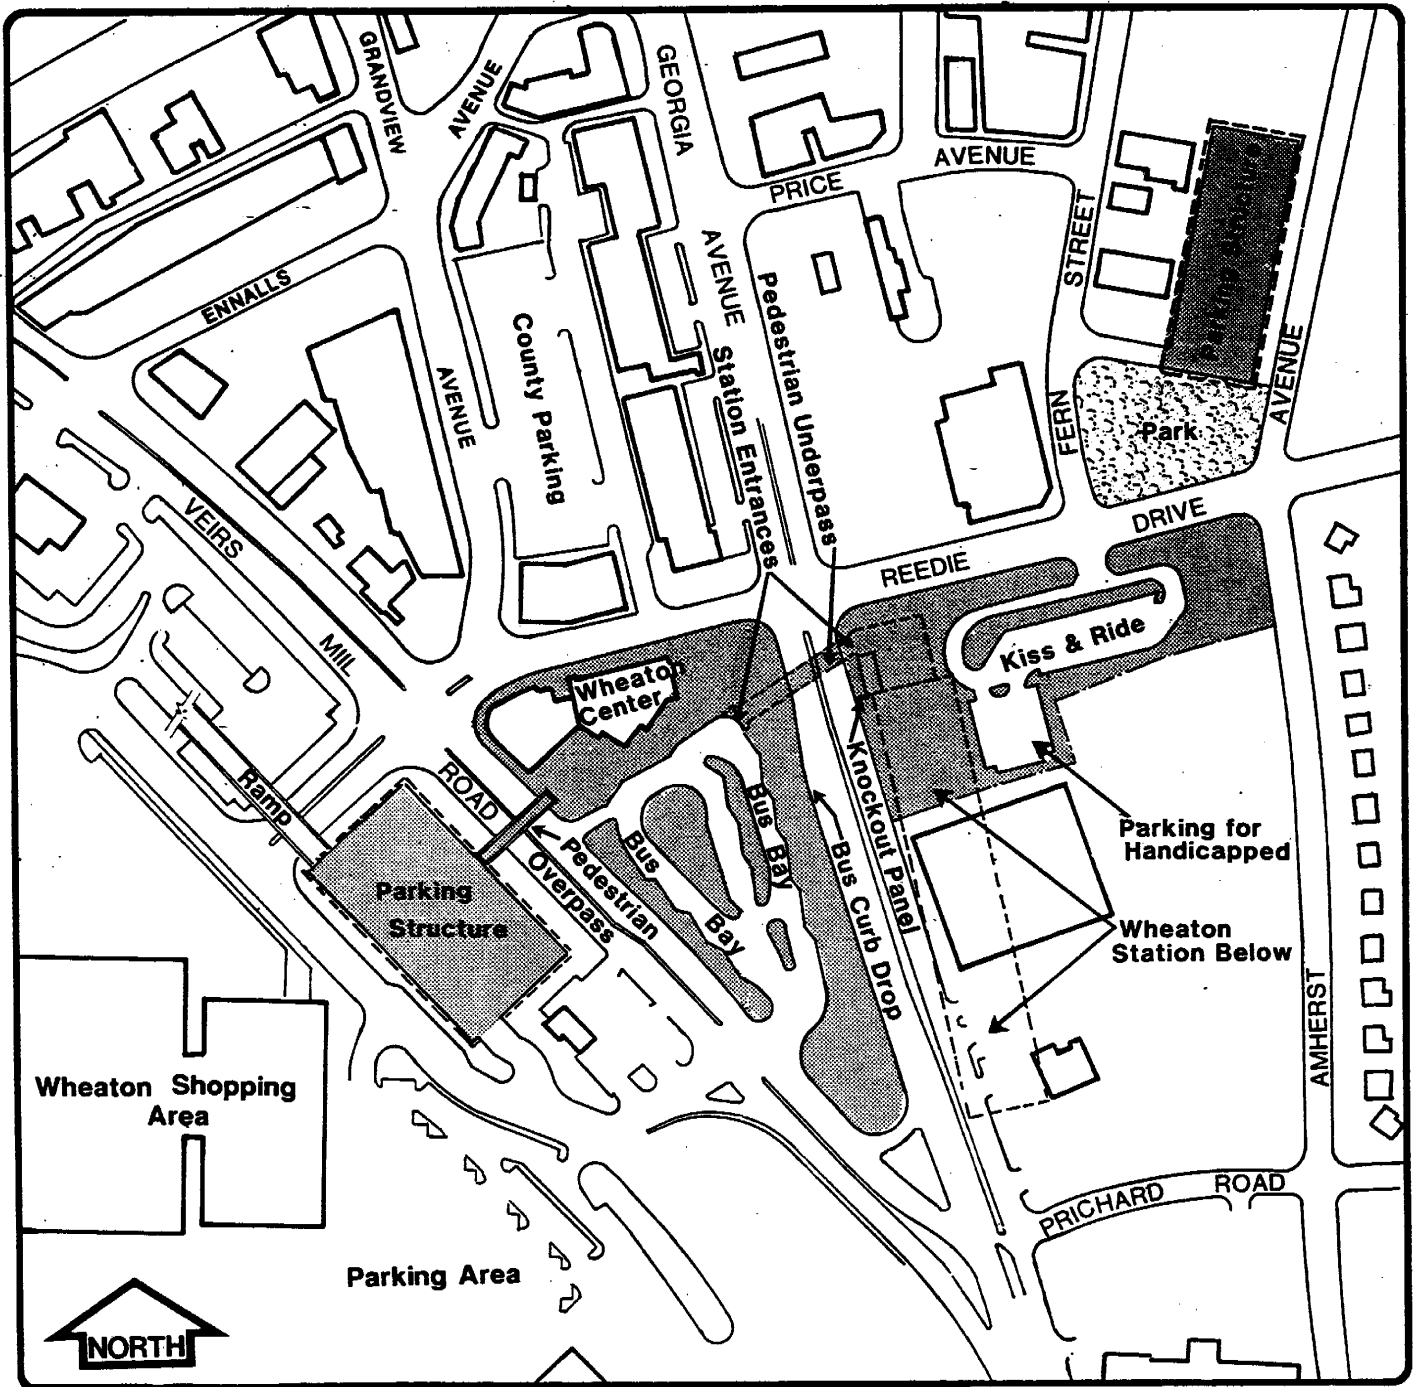 GRANDVIEW
AVENUE
GEORGIA
AVENUE
PRICE
AVENUE
STREET
Parking Structure
AVENUE
ENNALLS
AVENUE
County Parking
Station Entrances
Pedestrian Underpass
FERN
Park
VEIRS
MILL
ROAD
REEDIE
DRIVE
Kiss & Ride
Wheaton
Center
Ramp
Parking
Structure
Pedestrian
Overpass
Bus
Bay
Bus
Bay
Bus Curb Drop
Knockout Panel
Parking for
Handicapped
Wheaton
Station Below
AMHERST
Wheaton Shopping
Area
PRICHARD
ROAD
Parking Area
NORTH